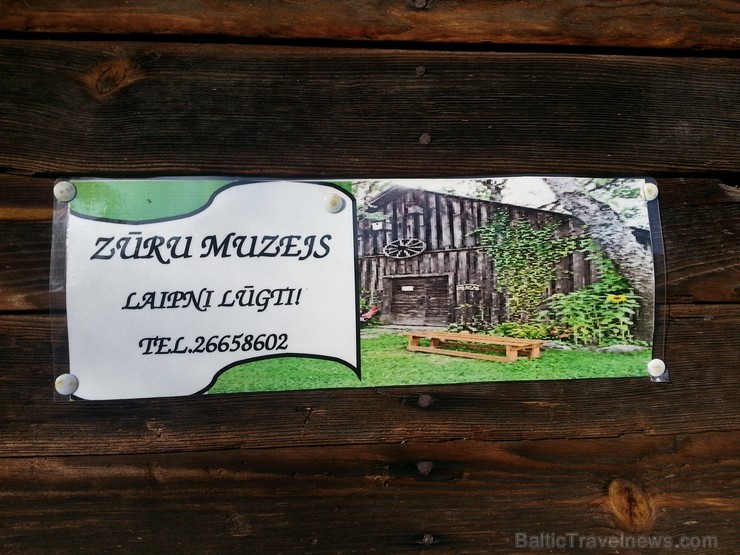 ZŪRU MUZEJS
LAIPNI LŪGTI!
TEL.26658602
BalticTravelnews.com